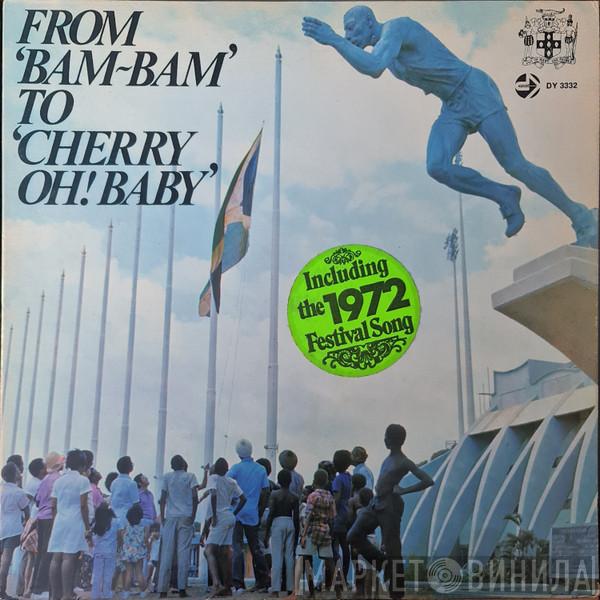 FROM
‘BAM-BAM’
TO
‘CHERRY
OH! BABY’
DY 3332
Including
the 1972
Festival Song
МАРКЕТ ВИНИЛА